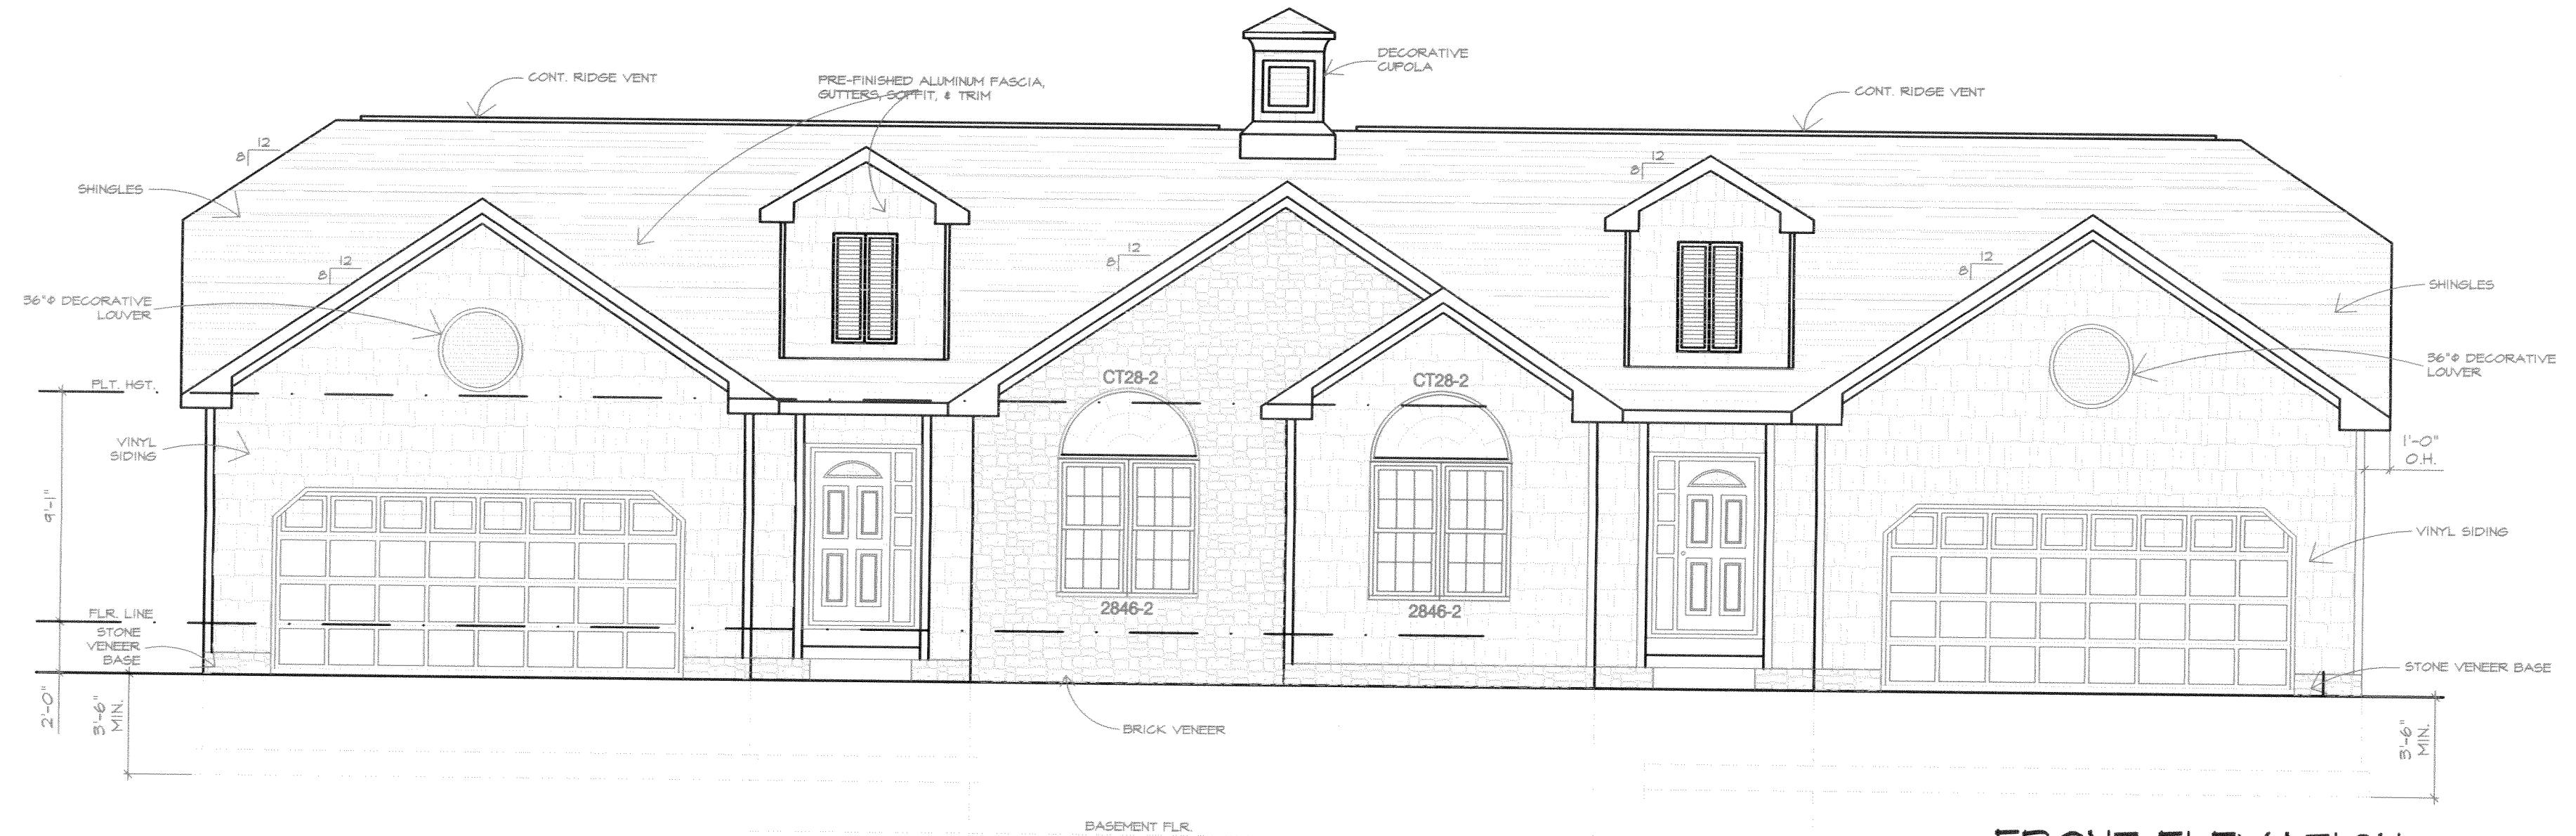 DECORATIVE
CUPOLA
CONT. RIDGE VENT
PRE-FINISHED ALUMINUM FASCIA,
GUTTERS, SOFFIT, & TRIM
CONT. RIDGE VENT
12
8
12
8
SHINGLES
12
8
12
8
12
8
SHINGLES
36"Φ DECORATIVE
LOUVER
36"Φ DECORATIVE
LOUVER
PLT. HGT.
CT28-2
CT28-2
VINYL
SIDING
1'-0"
O.H.
9'-1"
VINYL SIDING
FLR. LINE
2846-2
2846-2
STONE
VENEER
BASE
STONE VENEER BASE
2'-0"
3'-6"
MIN.
BRICK VENEER
3'-6"
MIN.
BASEMENT FLR.
FRONT ELEVATION